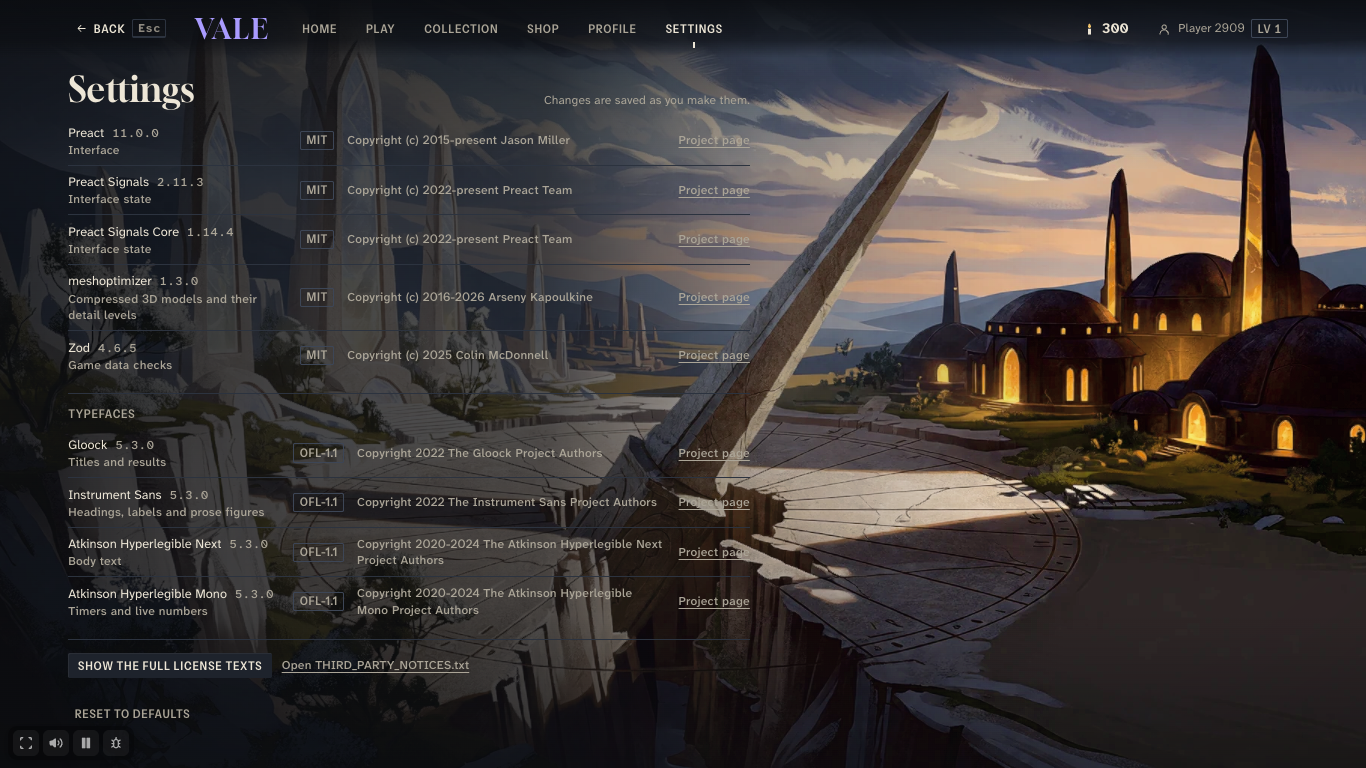 ← BACK Esc VALE HOME PLAY COLLECTION SHOP PROFILE SETTINGS 300 Player 2909 LV 1
Settings
Changes are saved as you make them.
Preact 11.0.0
Interface
MIT Copyright (c) 2015-present Jason Miller Project page
Preact Signals 2.11.3
Interface state
MIT Copyright (c) 2022-present Preact Team Project page
Preact Signals Core 1.14.4
Interface state
MIT Copyright (c) 2022-present Preact Team Project page
meshoptimizer 1.3.0
Compressed 3D models and their
detail levels
MIT Copyright (c) 2016-2026 Arseny Kapoulkine Project page
Zod 4.6.5
Game data checks
MIT Copyright (c) 2025 Colin McDonnell Project page
TYPEFACES
Gloock 5.3.0
Titles and results
OFL-1.1 Copyright 2022 The Gloock Project Authors Project page
Instrument Sans 5.3.0
Headings, labels and prose figures
OFL-1.1 Copyright 2022 The Instrument Sans Project Authors Project page
Atkinson Hyperlegible Next 5.3.0
Body text
OFL-1.1 Copyright 2020-2024 The Atkinson Hyperlegible Next
Project Authors
Project page
Atkinson Hyperlegible Mono 5.3.0
Timers and live numbers
OFL-1.1 Copyright 2020-2024 The Atkinson Hyperlegible
Mono Project Authors
Project page
SHOW THE FULL LICENSE TEXTS Open THIRD_PARTY_NOTICES.txt
RESET TO DEFAULTS